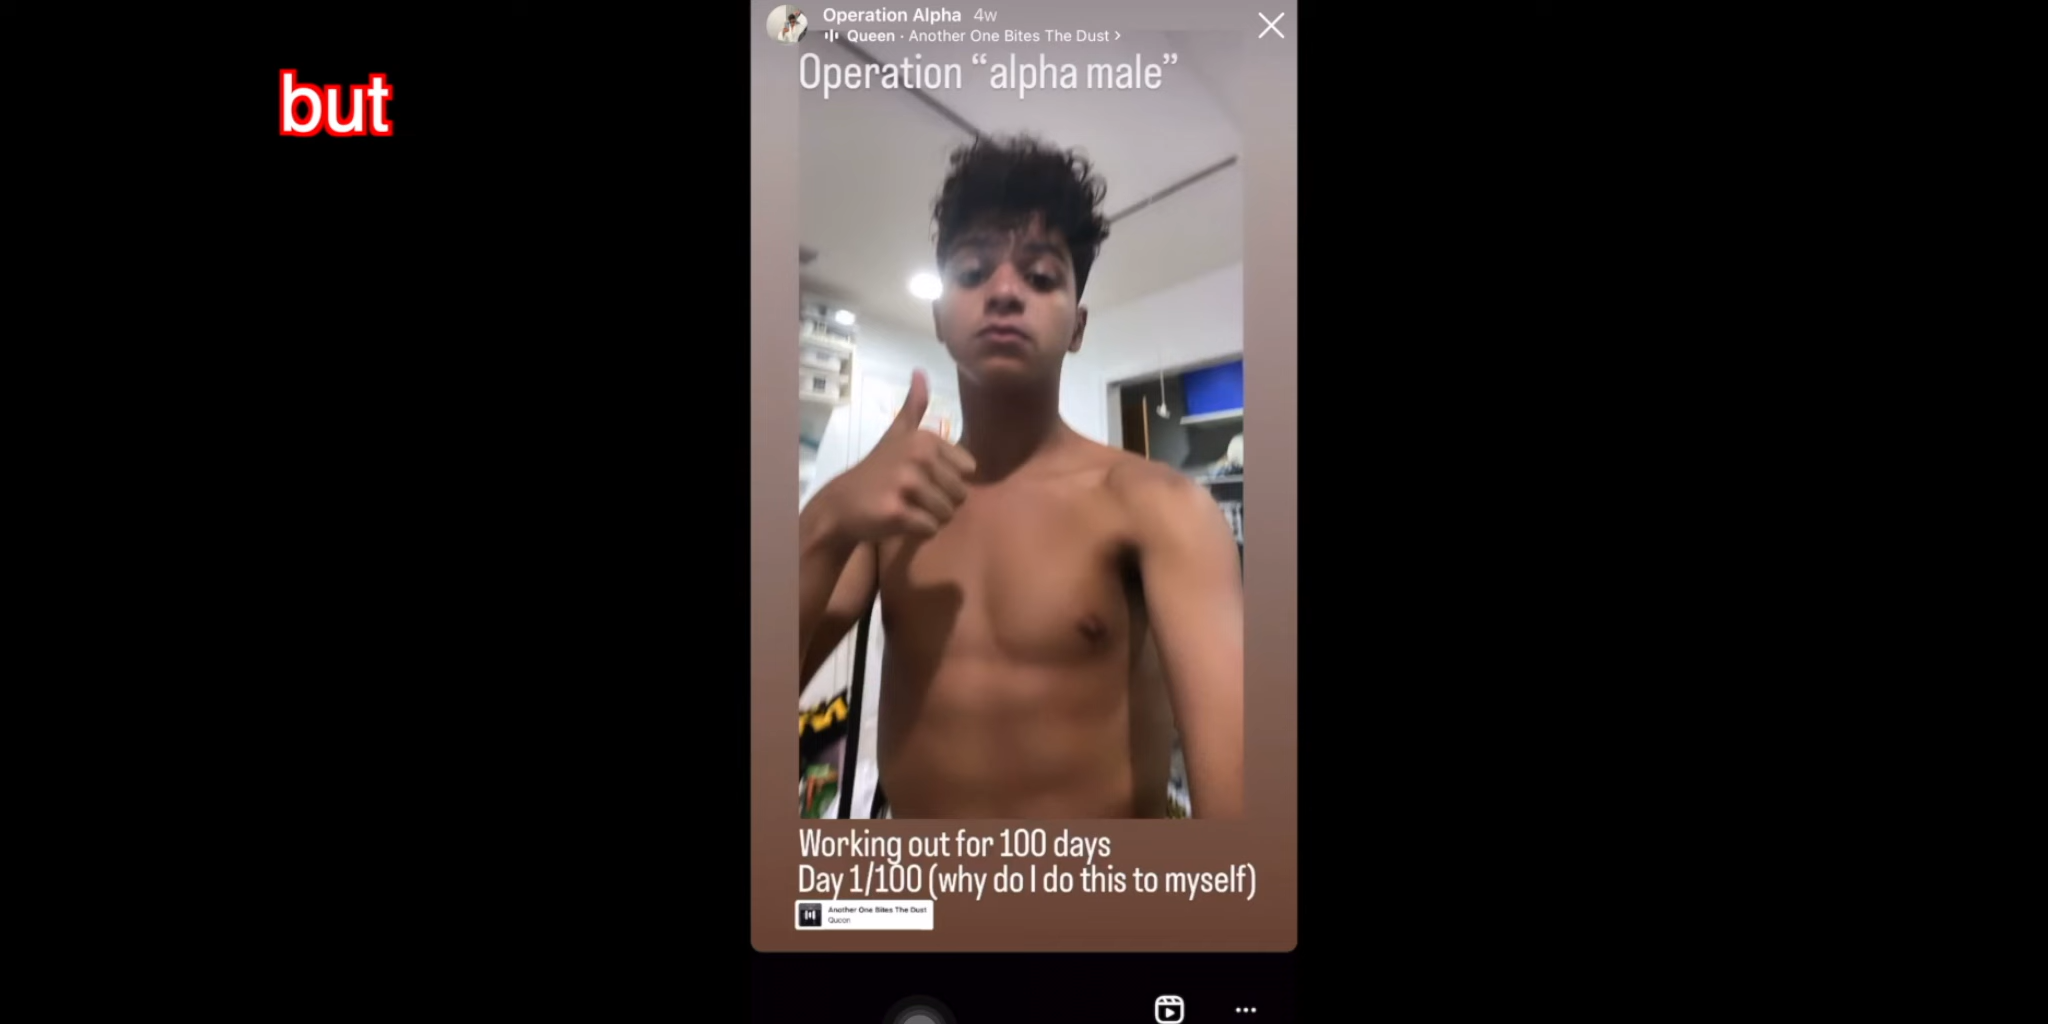 but
Operation Alpha 4w
Queen · Another One Bites The Dust >
Operation “alpha male”
Working out for 100 days
Day 1/100 (why do I do this to myself)
Another One Bites The Dust
Queen